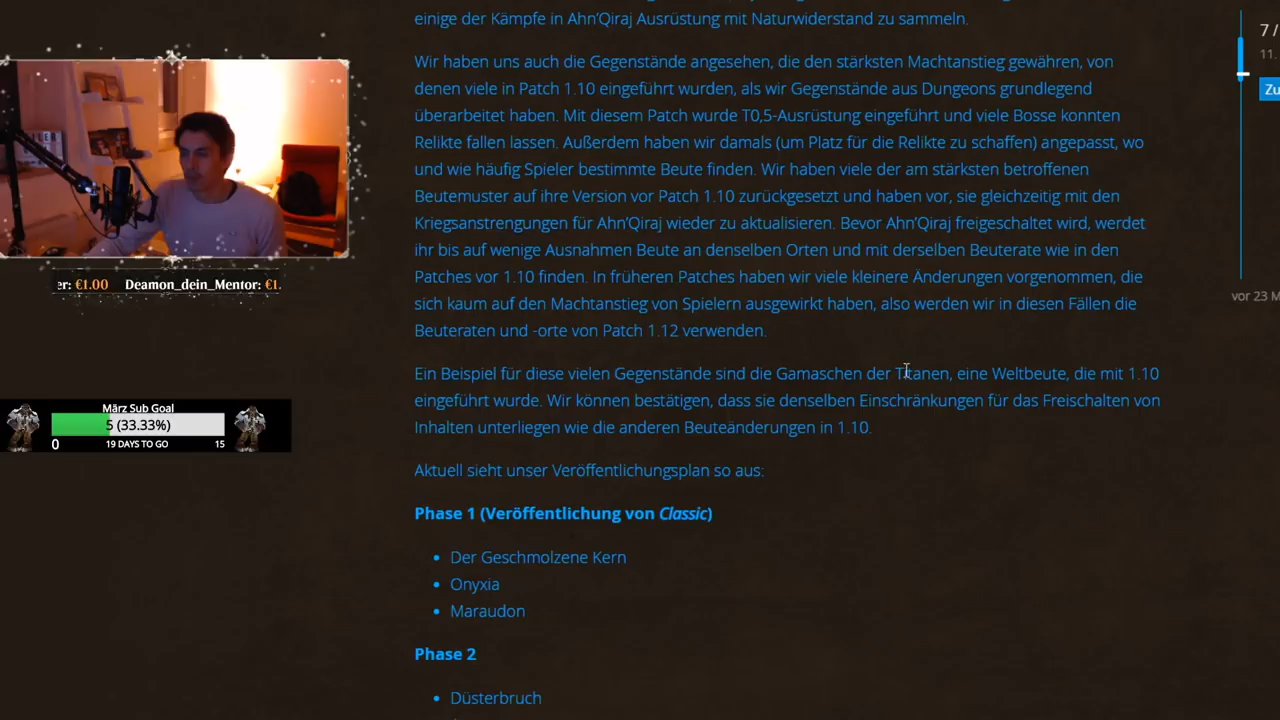 einige der Kämpfe in Ahn'Qiraj Ausrüstung mit Naturwiderstand zu sammeln.
Wir haben uns auch die Gegenstände angesehen, die den stärksten Machtanstieg gewähren, von
denen viele in Patch 1.10 eingeführt wurden, als wir Gegenstände aus Dungeons grundlegend
überarbeitet haben. Mit diesem Patch wurde T0,5-Ausrüstung eingeführt und viele Bosse konnten
Relikte fallen lassen. Außerdem haben wir damals (um Platz für die Relikte zu schaffen) angepasst, wo
und wie häufig Spieler bestimmte Beute finden. Wir haben viele der am stärksten betroffenen
Beutemuster auf ihre Version vor Patch 1.10 zurückgesetzt und haben vor, sie gleichzeitig mit den
Kriegsanstrengungen für Ahn'Qiraj wieder zu aktualisieren. Bevor Ahn'Qiraj freigeschaltet wird, werdet
ihr bis auf wenige Ausnahmen Beute an denselben Orten und mit derselben Beuterate wie in den
Patches vor 1.10 finden. In früheren Patches haben wir viele kleinere Änderungen vorgenommen, die
sich kaum auf den Machtanstieg von Spielern ausgewirkt haben, also werden wir in diesen Fällen die
Beuteraten und -orte von Patch 1.12 verwenden.
Ein Beispiel für diese vielen Gegenstände sind die Gamaschen der Titanen, eine Weltbeute, die mit 1.10
eingeführt wurde. Wir können bestätigen, dass sie denselben Einschränkungen für das Freischalten von
Inhalten unterliegen wie die anderen Beuteänderungen in 1.10.
Aktuell sieht unser Veröffentlichungsplan so aus:
Phase 1 (Veröffentlichung von Classic)
Der Geschmolzene Kern
Onyxia
Maraudon
Phase 2
Düsterbruch
er: €1.00 Deamon_dein_Mentor: €1.
März Sub Goal
5 (33.33%)
0 19 DAYS TO GO 15
7 /
11.
Zu
vor 23 M